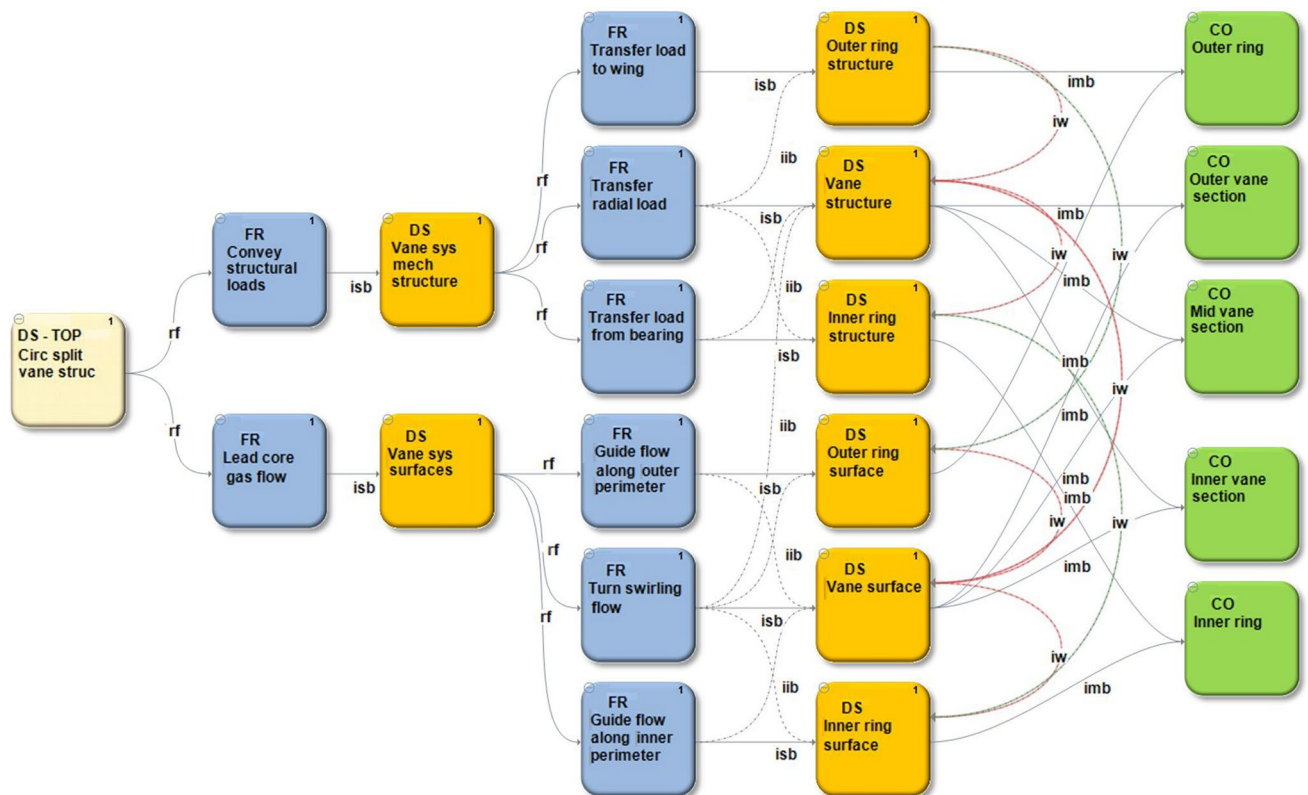 DS - TOP 1
Circ split
vane struc
rf
rf
FR 1
Convey
structural
loads
isb
FR 1
Lead core
gas flow
isb
DS 1
Vane sys
mech
structure
DS 1
Vane sys
surfaces
rf
rf
rf
rf
rf
rf
FR 1
Transfer load
to wing
FR 1
Transfer
radial load
FR 1
Transfer load
from bearing
FR 1
Guide flow
along outer
perimeter
FR 1
Turn swirling
flow
FR 1
Guide flow
along inner
perimeter
isb
iib
isb
iib
isb
iib
isb
iib
isb
iib
isb
DS 1
Outer ring
structure
DS 1
Vane
structure
DS 1
Inner ring
structure
DS 1
Outer ring
surface
DS 1
Vane surface
DS 1
Inner ring
surface
imb
iw
imb
iw
iw
imb
imb
iw
imb
imb
imb
iw
iw
imb
iw
imb
CO 1
Outer ring
CO 1
Outer vane
section
CO 1
Mid vane
section
CO 1
Inner vane
section
CO 1
Inner ring